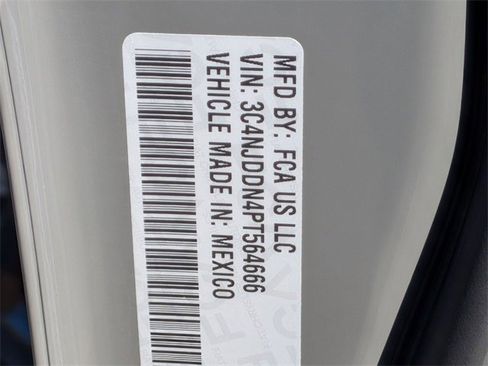 MFD BY: FCA US LLC
VIN: 3C4NJDDN4PT564666
VEHICLE MADE IN: MEXICO